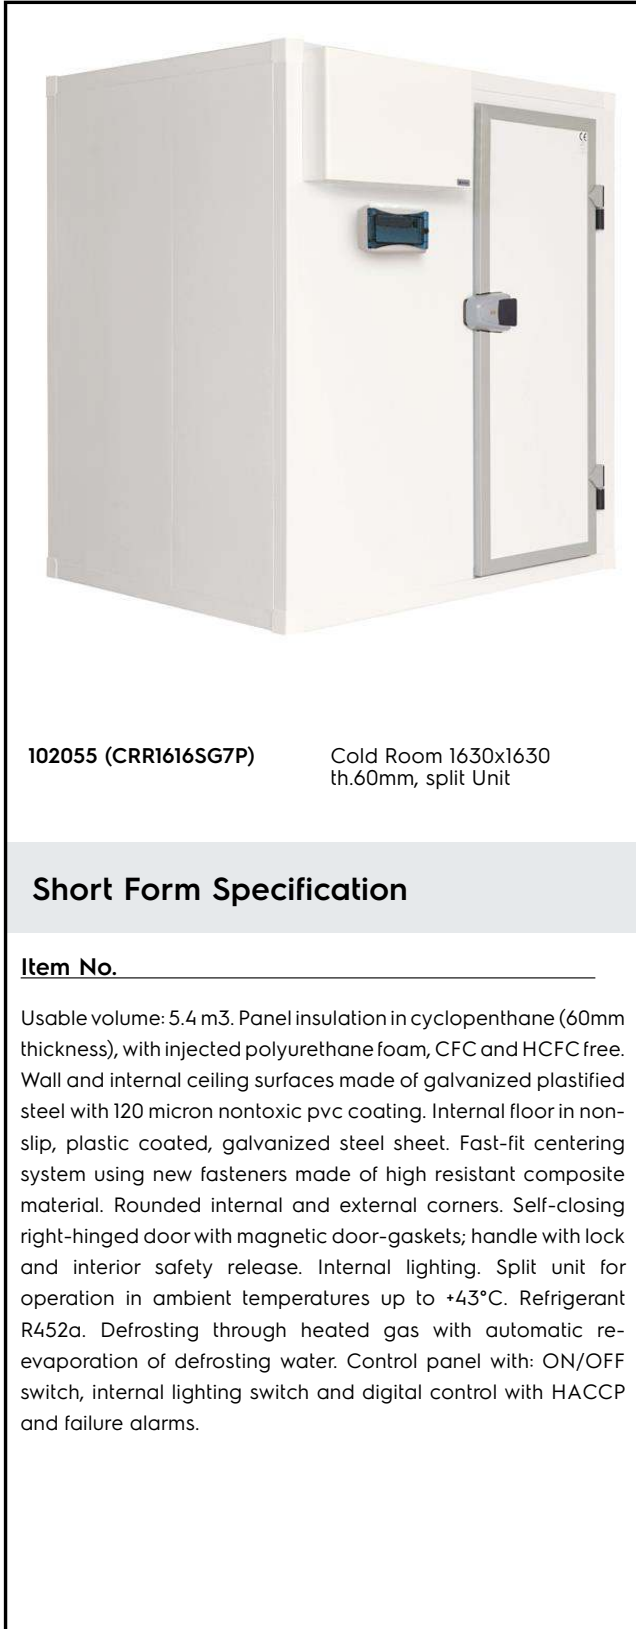 CE
102055 (CRR1616SG7P)
Cold Room 1630x1630
th.60mm, split Unit
Short Form Specification
Item No.
Usable volume: 5.4 m3. Panel insulation in cyclopenthane (60mm
thickness), with injected polyurethane foam, CFC and HCFC free.
Wall and internal ceiling surfaces made of galvanized plastified
steel with 120 micron nontoxic pvc coating. Internal floor in non-
slip, plastic coated, galvanized steel sheet. Fast-fit centering
system using new fasteners made of high resistant composite
material. Rounded internal and external corners. Self-closing
right-hinged door with magnetic door-gaskets; handle with lock
and interior safety release. Internal lighting. Split unit for
operation in ambient temperatures up to +43°C. Refrigerant
R452a. Defrosting through heated gas with automatic re-
evaporation of defrosting water. Control panel with: ON/OFF
switch, internal lighting switch and digital control with HACCP
and failure alarms.